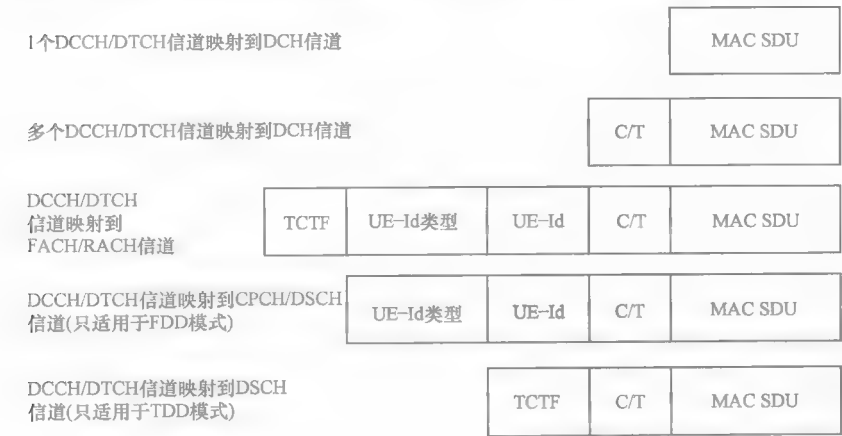 1个DCCH/DTCH信道映射到DCH信道
MAC SDU
多个DCCH/DTCH信道映射到DCH信道
C/T
MAC SDU
DCCH/DTCH
信道映射到
FACH/RACH信道
TCTF
UE-Id类型
UE-Id
C/T
MAC SDU
DCCH/DTCH信道映射到CPCH/DSCH
信道(只适用于FDD模式)
UE-Id类型
UE-Id
C/T
MAC SDU
DCCH/DTCH信道映射到DSCH
信道(只适用于TDD模式)
TCTF
C/T
MAC SDU